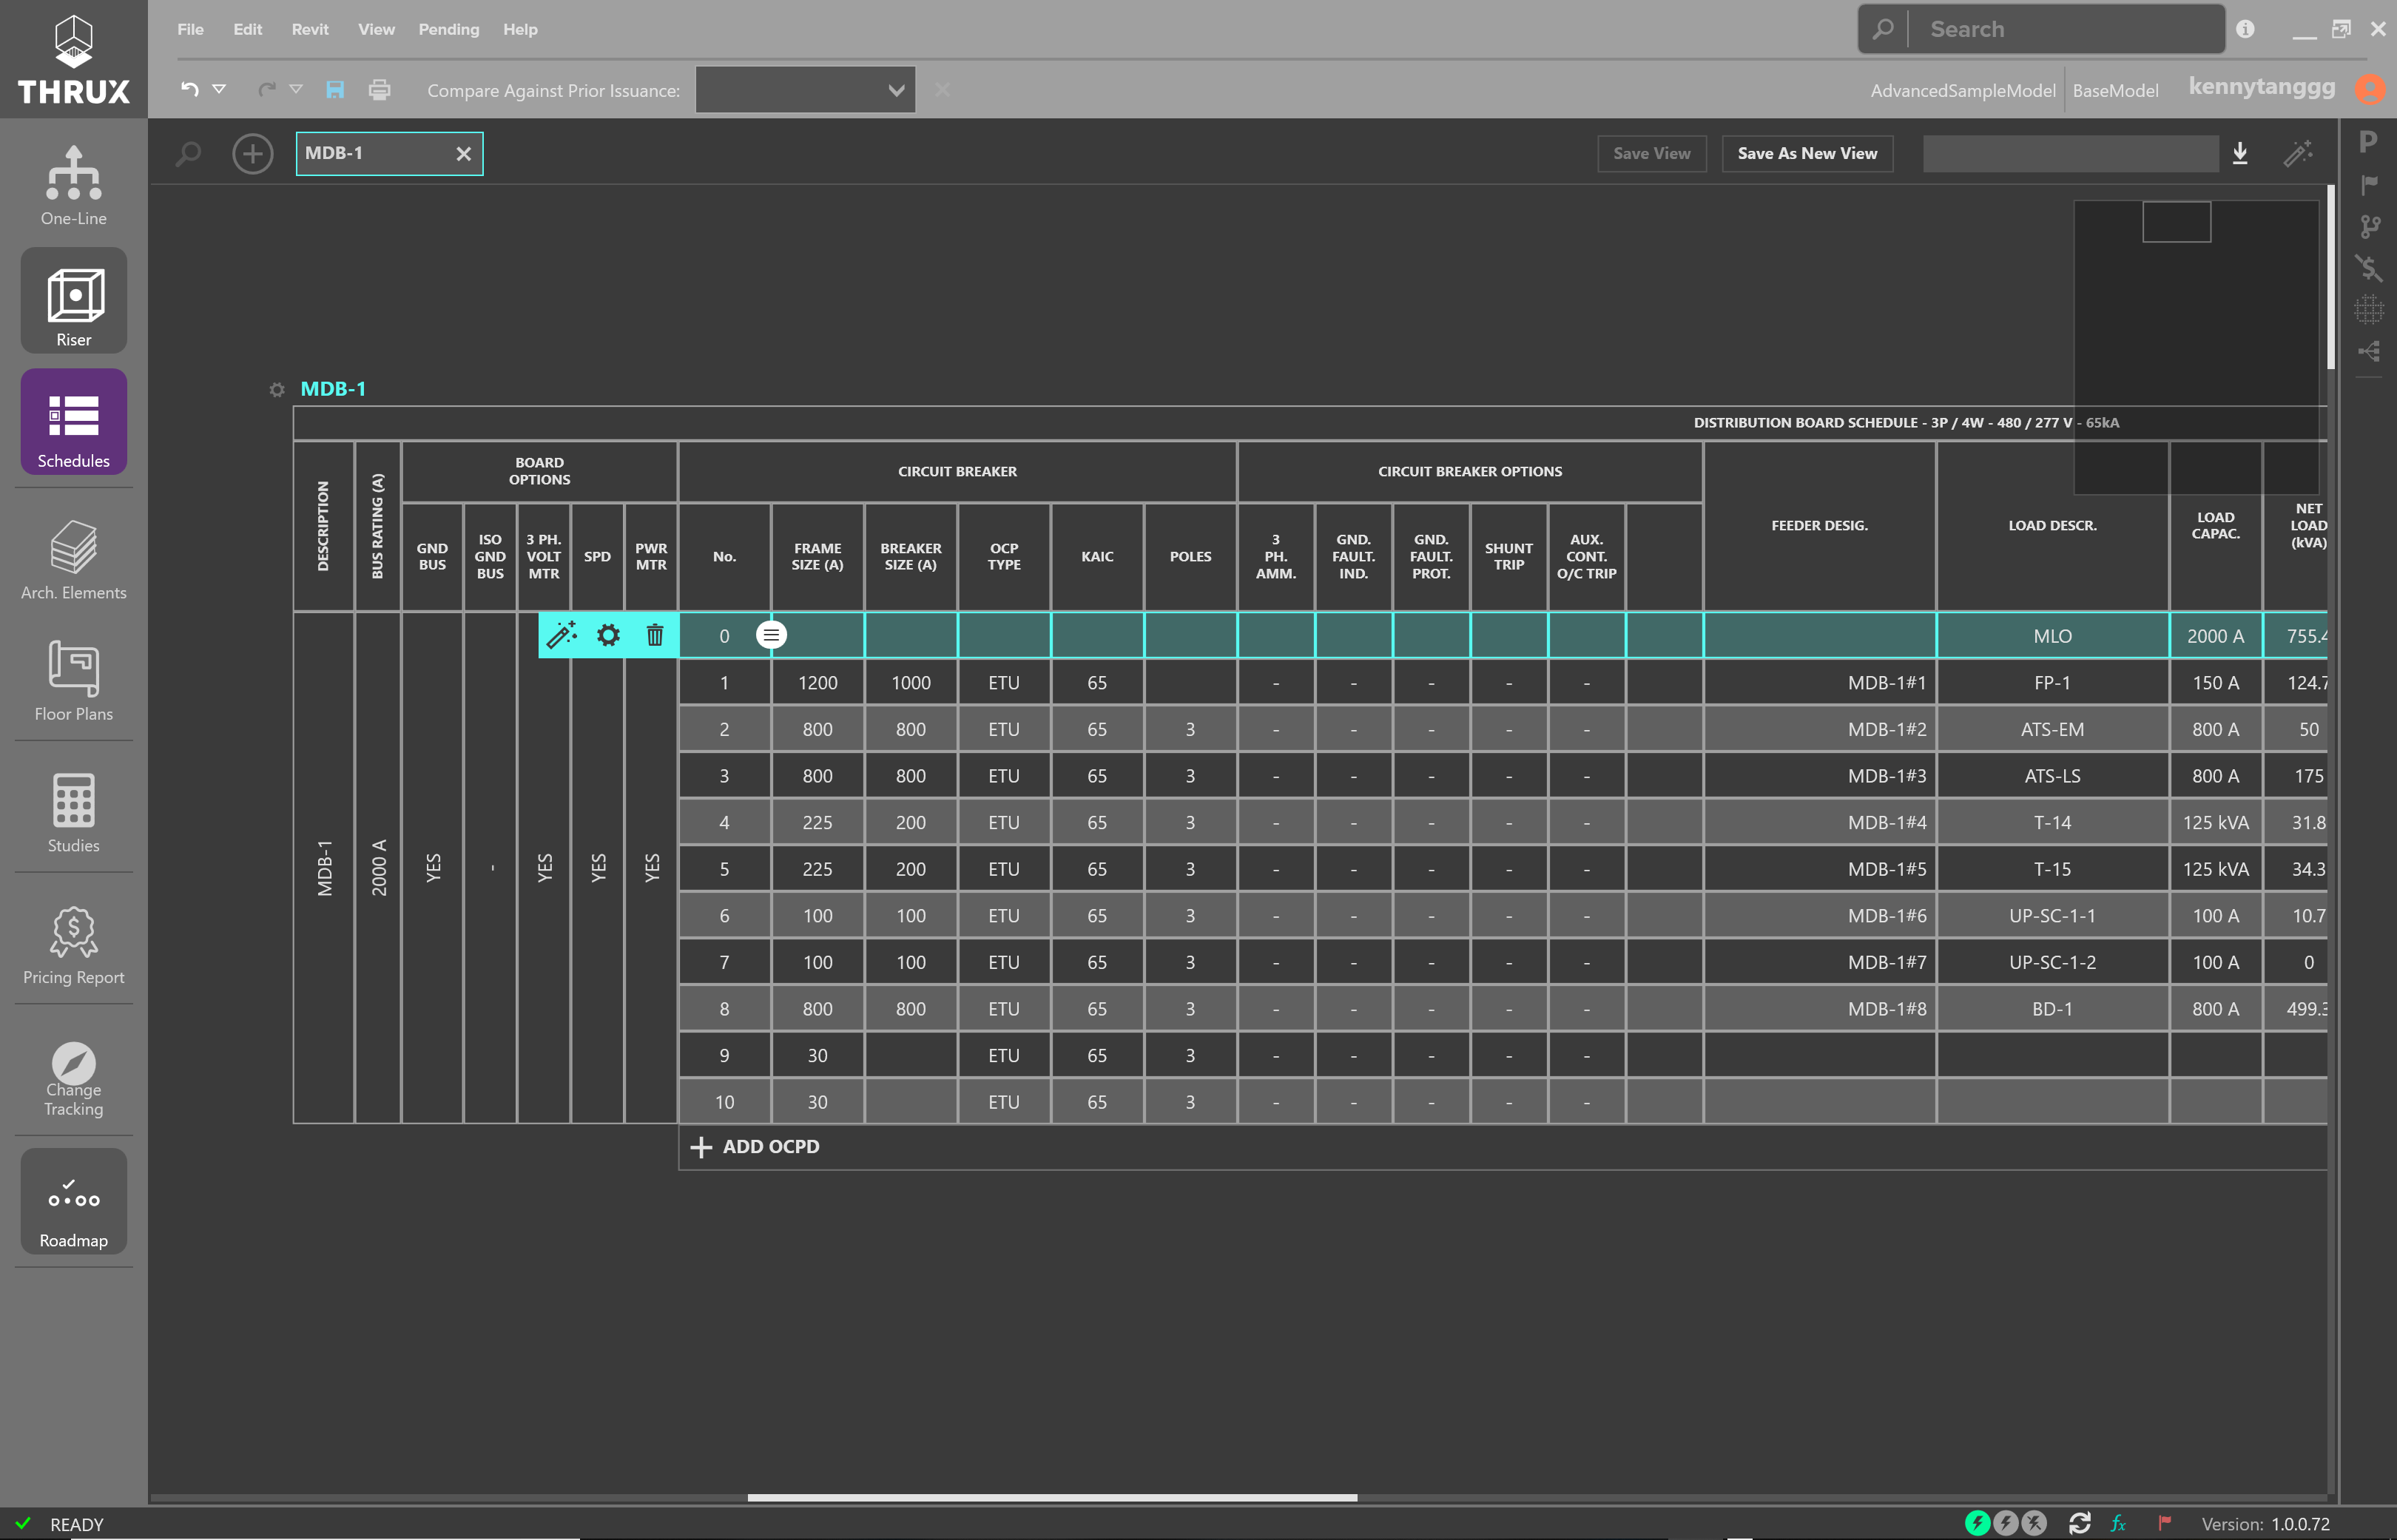 THRUX
File Edit Revit View Pending Help
Search
Compare Against Prior Issuance:
AdvancedSampleModel BaseModel kennytanggg
One-Line
Riser
Schedules
Arch. Elements
Floor Plans
Studies
Pricing Report
Change
Tracking
Roadmap
MDB-1
Save View Save As New View
P
MDB-1
DISTRIBUTION BOARD SCHEDULE - 3P / 4W - 480 / 277 V - 65kA
DESCRIPTION
BUS RATING (A)
BOARD
OPTIONS
CIRCUIT BREAKER
CIRCUIT BREAKER OPTIONS
FEEDER DESIG.
LOAD DESCR.
LOAD
CAPAC.
NET
LOAD
(kVA)
GND
BUS
ISO
GND
BUS
3 PH.
VOLT
MTR
SPD
PWR
MTR
No.
FRAME
SIZE (A)
BREAKER
SIZE (A)
OCP
TYPE
KAIC
POLES
3
PH.
AMM.
GND.
FAULT.
IND.
GND.
FAULT.
PROT.
SHUNT
TRIP
AUX.
CONT.
O/C TRIP
MDB-1
2000 A
YES
-
YES
YES
YES
0 MLO 2000 A 755.4
1 1200 1000 ETU 65 - - - - - MDB-1#1 FP-1 150 A 124.7
2 800 800 ETU 65 3 - - - - - MDB-1#2 ATS-EM 800 A 50
3 800 800 ETU 65 3 - - - - - MDB-1#3 ATS-LS 800 A 175
4 225 200 ETU 65 3 - - - - - MDB-1#4 T-14 125 kVA 31.8
5 225 200 ETU 65 3 - - - - - MDB-1#5 T-15 125 kVA 34.3
6 100 100 ETU 65 3 - - - - - MDB-1#6 UP-SC-1-1 100 A 10.7
7 100 100 ETU 65 3 - - - - - MDB-1#7 UP-SC-1-2 100 A 0
8 800 800 ETU 65 3 - - - - - MDB-1#8 BD-1 800 A 499.3
9 30 ETU 65 3 - - - - -
10 30 ETU 65 3 - - - - -
ADD OCPD
READY
fx
Version: 1.0.0.72